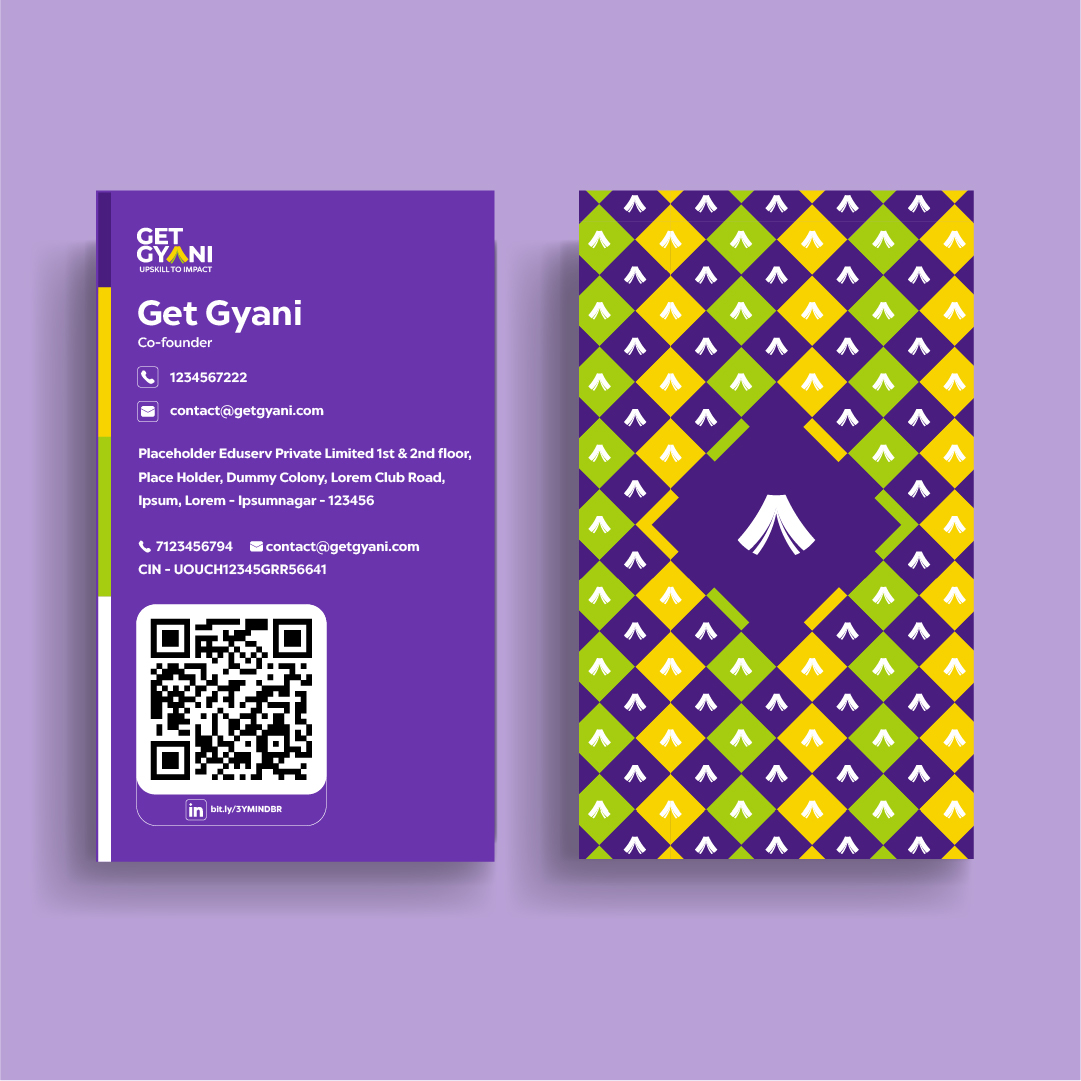 GET
GYANI
UPSKILL TO IMPACT
Get Gyani
Co-founder
1234567222
contact@getgyani.com
Placeholder Eduserv Private Limited 1st & 2nd floor,
Place Holder, Dummy Colony, Lorem Club Road,
Ipsum, Lorem - Ipsumnagar - 123456
7123456794 contact@getgyani.com
CIN - UOUCH12345GRR56641
in bit.ly/3YMINDBR